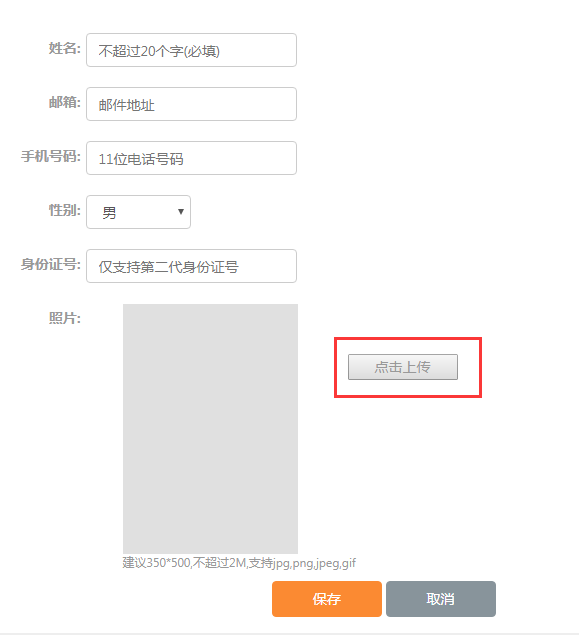 姓名: 不超过20个字(必填)
邮箱: 邮件地址
手机号码: 11位电话号码
性别: 男
身份证号: 仅支持第二代身份证号
照片:
点击上传
建议350*500,不超过2M,支持jpg,png,jpeg,gif
保存 取消